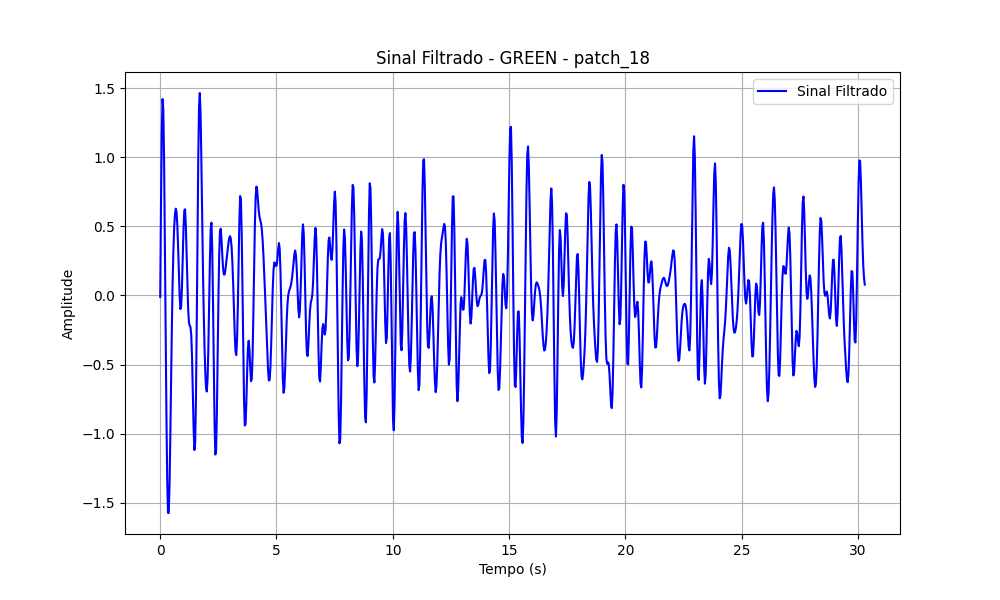 Sinal Filtrado - GREEN - patch_18
Sinal Filtrado
1.5
1.0
0.5
0.0
−0.5
−1.0
−1.5
Amplitude
0 5 10 15 20 25 30
Tempo (s)